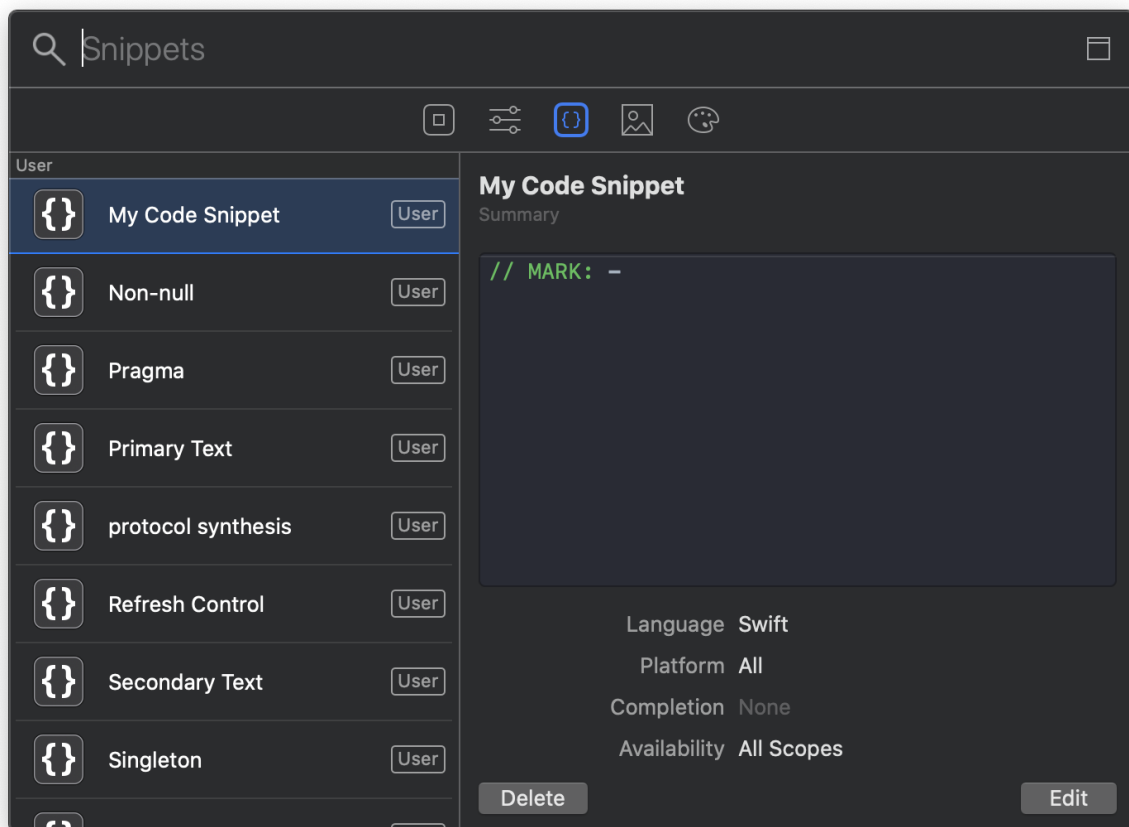 Snippets
User
My Code Snippet User
Non-null User
Pragma User
Primary Text User
protocol synthesis User
Refresh Control User
Secondary Text User
Singleton User
My Code Snippet
Summary
// MARK: –
Language Swift
Platform All
Completion None
Availability All Scopes
Delete Edit